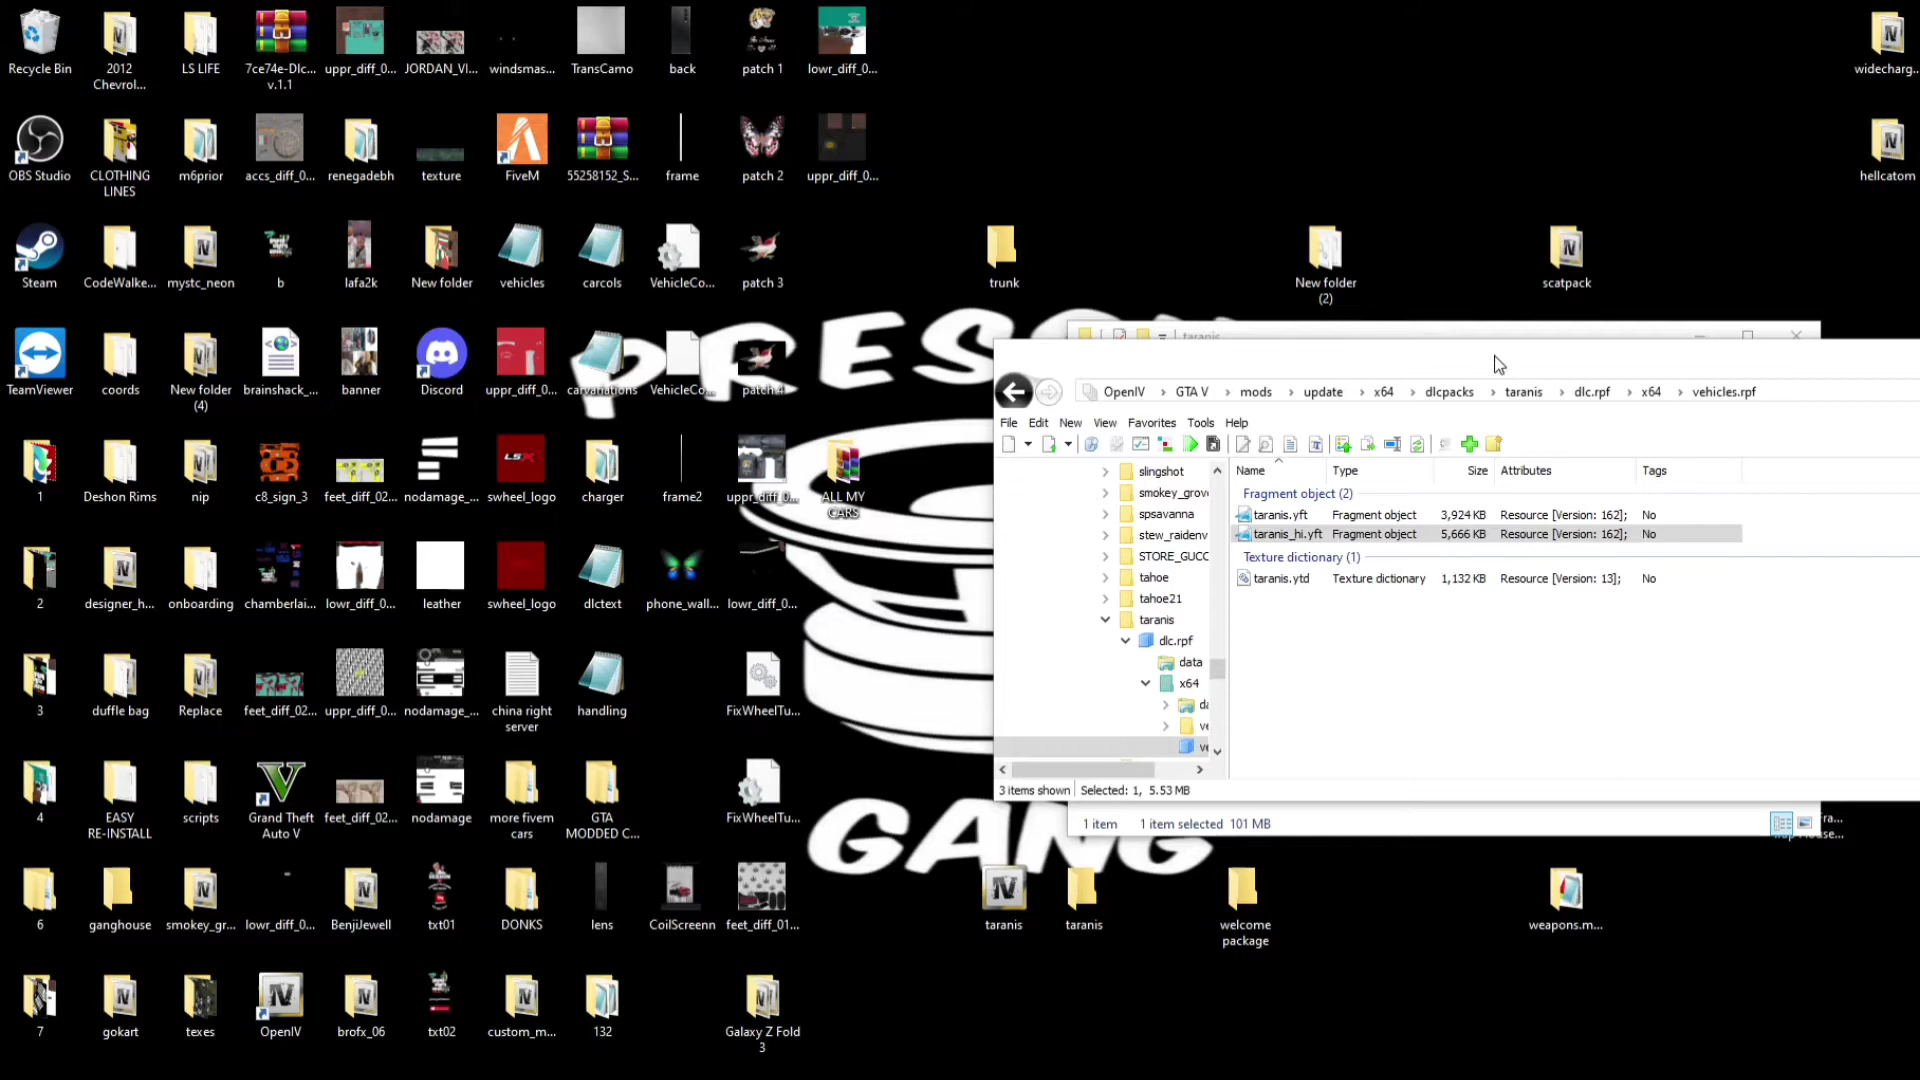 Recycle Bin
2012
Chevrol...
LS LIFE
7ce74e-Dlc...
v.1.1
uppr_diff_0...
JORDAN_VI...
windsmas...
TransCamo
back
patch 1
lowr_diff_0...
widecharg...
OBS Studio
CLOTHING
LINES
m6prior
accs_diff_0...
renegadebh
texture
FiveM
55258152_S...
frame
patch 2
uppr_diff_0...
hellcatom
Steam
CodeWalke...
mystc_neon
b
lafa2k
New folder
vehicles
carcols
VehicleCo...
patch 3
trunk
New folder
(2)
scatpack
TeamViewer
coords
New folder
(4)
brainshack_...
banner
Discord
uppr_diff_0...
carvariations
VehicleCo...
patch 4
taranis
OpenIV
GTA V
mods
update
x64
dlcpacks
taranis
dlc.rpf
x64
vehicles.rpf
File
Edit
New
View
Favorites
Tools
Help
slingshot
smokey_grov
spsavanna
stew_raidenv
STORE_GUCC
tahoe
tahoe21
taranis
dlc.rpf
data
x64
da
ve
ve
Name
Type
Size
Attributes
Tags
Fragment object (2)
taranis.yft
Fragment object
3,924 KB
Resource [Version: 162];
No
taranis_hi.yft
Fragment object
5,666 KB
Resource [Version: 162];
No
Texture dictionary (1)
taranis.ytd
Texture dictionary
1,132 KB
Resource [Version: 13];
No
3 items shown
Selected: 1, 5.53 MB
1 item
1 item selected 101 MB
1
Deshon Rims
nip
c8_sign_3
feet_diff_02...
nodamage_...
LSX
swheel_logo
charger
frame2
uppr_diff_0...
ALL MY
CARS
2
designer_h...
onboarding
chamberlai...
lowr_diff_0...
leather
swheel_logo
dlctext
phone_wall...
lowr_diff_0...
3
duffle bag
Replace
feet_diff_02...
uppr_diff_0...
nodamage_...
china right
server
handling
FixWheelTu...
4
EASY
RE-INSTALL
scripts
Grand Theft
Auto V
feet_diff_02...
nodamage
more fivem
cars
GTA
MODDED C...
FixWheelTu...
6
ganghouse
smokey_gr...
lowr_diff_0...
BenjiJewell
txt01
DONKS
lens
CoilScreenn
feet_diff_01...
taranis
taranis
welcome
package
weapons.m...
7
gokart
texes
OpenIV
brofx_06
txt02
custom_m...
132
Galaxy Z Fold
3
GANG